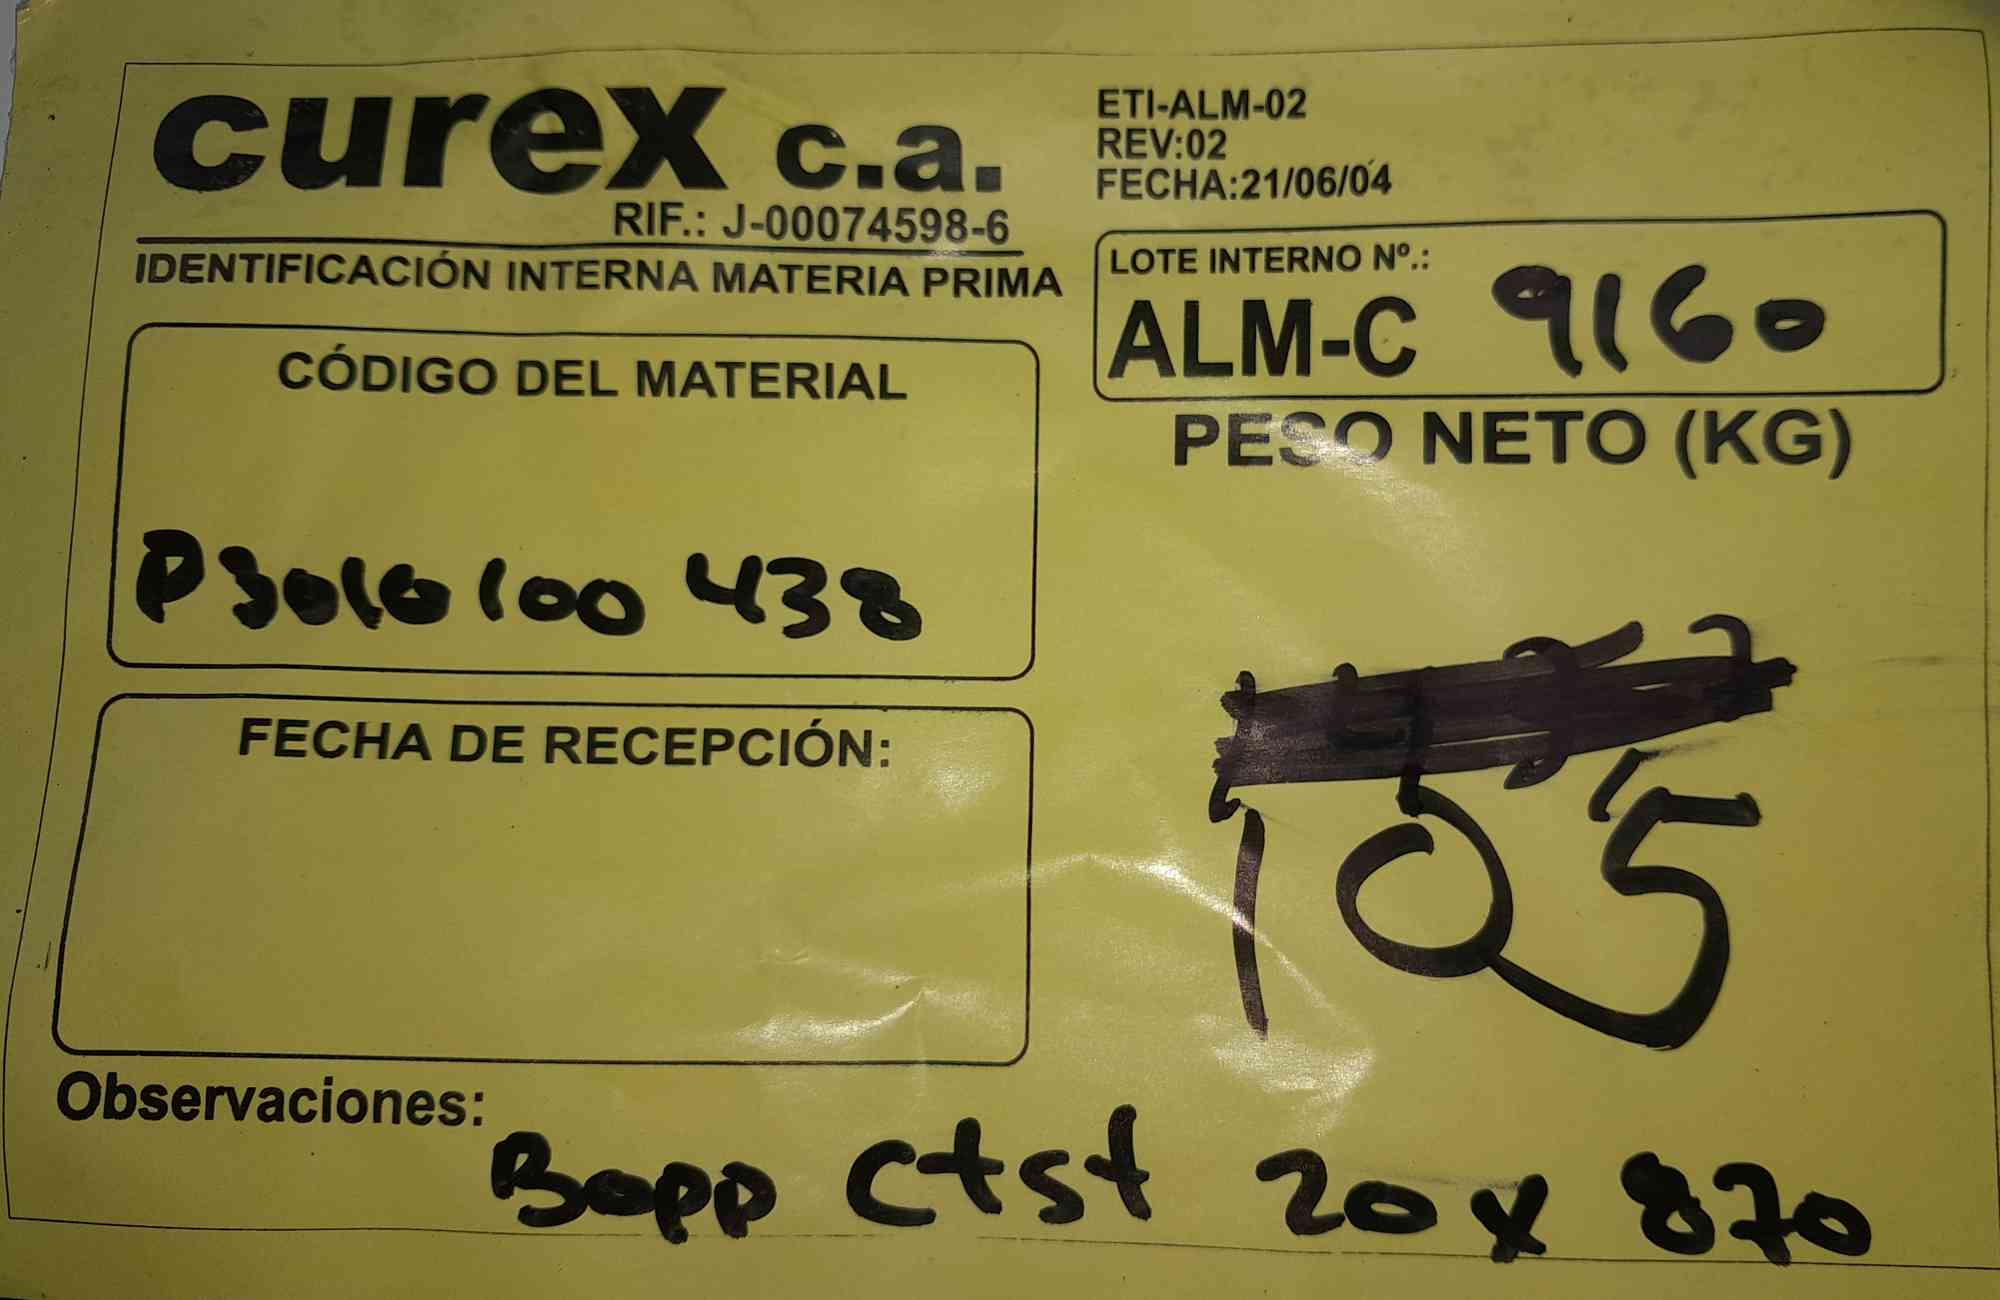 curex c.a.
RIF.: J-00074598-6
IDENTIFICACIÓN INTERNA MATERIA PRIMA
ETI-ALM-02
REV:02
FECHA:21/06/04
LOTE INTERNO Nº.:
ALM-C 9160
CÓDIGO DEL MATERIAL
P3010100438
PESO NETO (KG)
105
FECHA DE RECEPCIÓN:
Observaciones:
Bopp Ctst 20 x 870